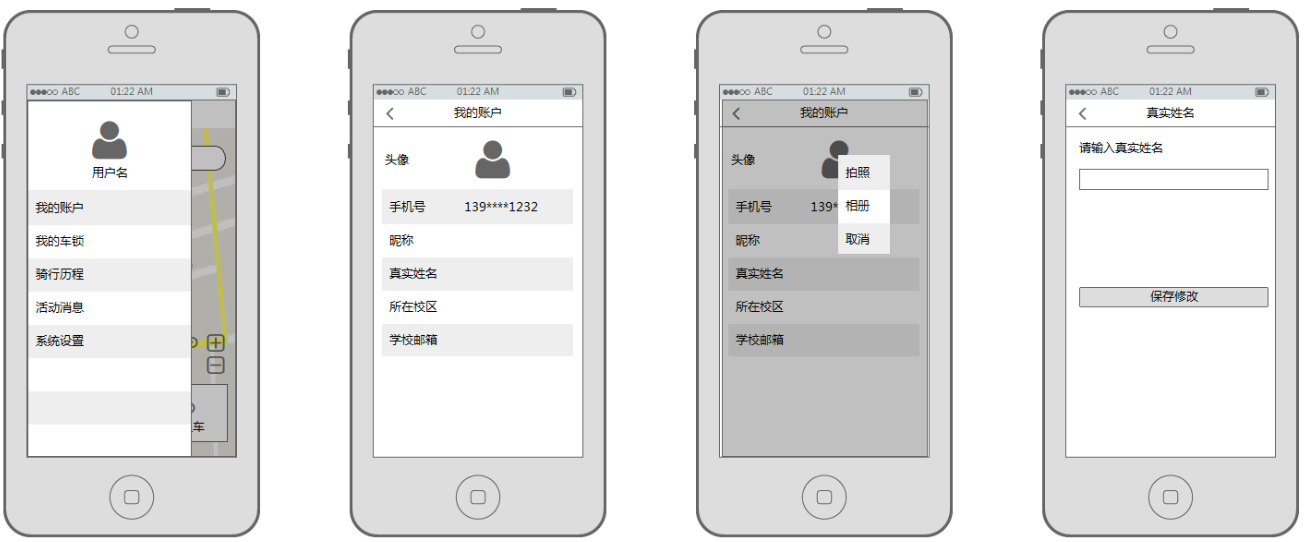 ABC 01:22 AM
用户名
我的账户
我的车锁
骑行历程
活动消息
系统设置
车
ABC 01:22 AM
我的账户
头像
手机号 139****1232
昵称
真实姓名
所在校区
学校邮箱
ABC 01:22 AM
我的账户
头像
拍照
手机号 139* 相册
昵称 取消
真实姓名
所在校区
学校邮箱
ABC 01:22 AM
真实姓名
请输入真实姓名
保存修改